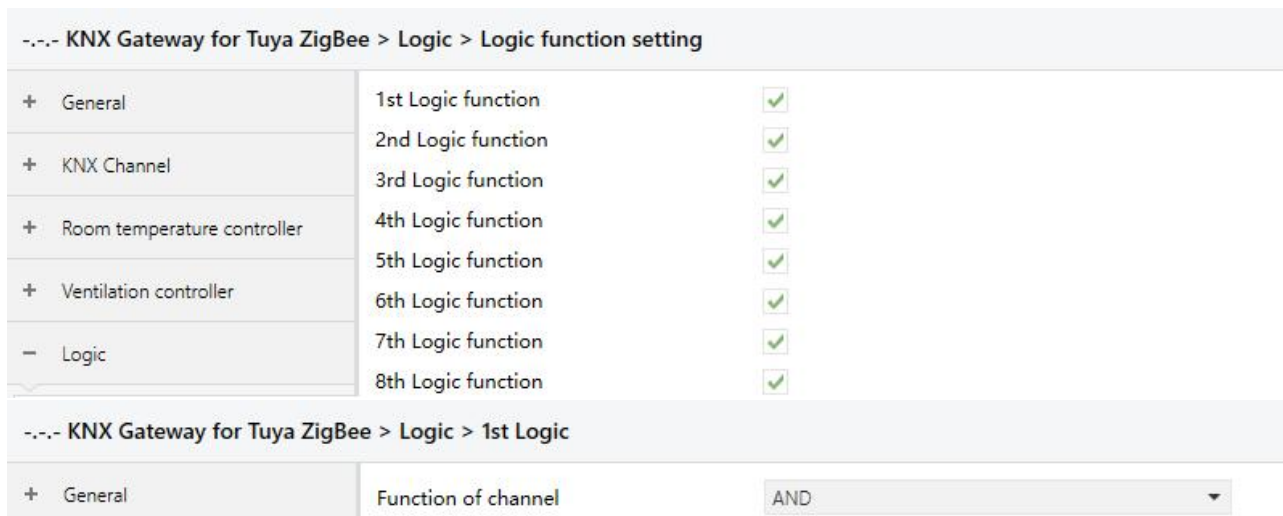 -.-.- KNX Gateway for Tuya ZigBee > Logic > Logic function setting
+ General
1st Logic function
2nd Logic function
+ KNX Channel
3rd Logic function
+ Room temperature controller
4th Logic function
5th Logic function
+ Ventilation controller
6th Logic function
7th Logic function
– Logic
8th Logic function
-.-.- KNX Gateway for Tuya ZigBee > Logic > 1st Logic
+ General
Function of channel AND